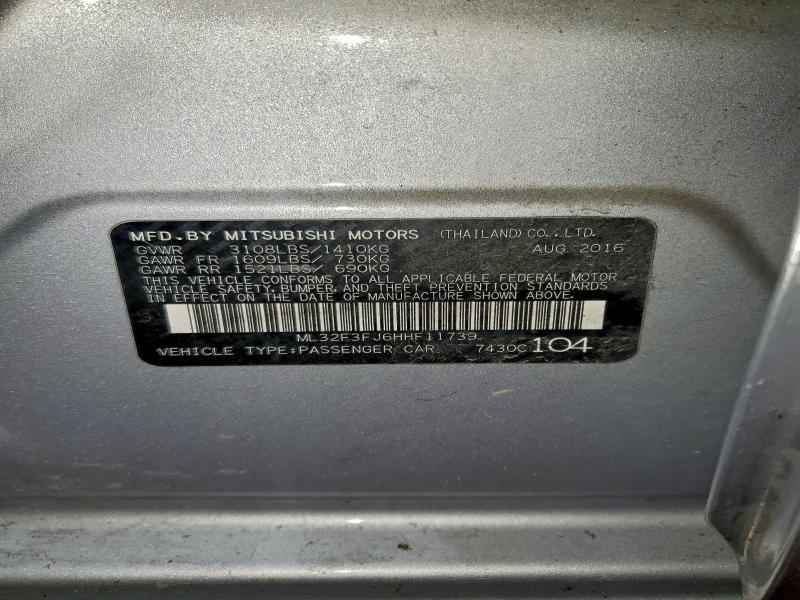 MFD.BY MITSUBISHI MOTORS (THAILAND) CO.,LTD.
GVWR 3108LBS/1410KG AUG 2016
GAWR FR 1609LBS/ 730KG
GAWR RR 1521LBS/ 690KG
THIS VEHICLE CONFORMS TO ALL APPLICABLE FEDERAL MOTOR
VEHICLE SAFETY, BUMPER, AND THEFT PREVENTION STANDARDS
IN EFFECT ON THE DATE OF MANUFACTURE SHOWN ABOVE.
ML32F3FJ6HHF11739
VEHICLE TYPE:PASSENGER CAR 7430C 104